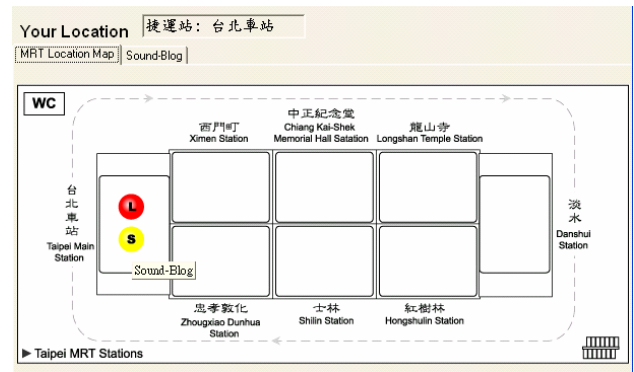 Your Location 捷運站: 台北車站
MRT Location Map Sound-Blog
WC
西門町
Ximen Station
中正紀念堂
Chiang Kai-Shek
Memorial Hall Satation
龍山寺
Longshan Temple Station
台北車站
Taipei Main
Station
L
S
Sound-Blog
淡水
Danshui
Station
忠孝敦化
Zhougxiao Dunhua
Station
士林
Shilin Station
紅樹林
Hongshulin Station
▶ Taipei MRT Stations